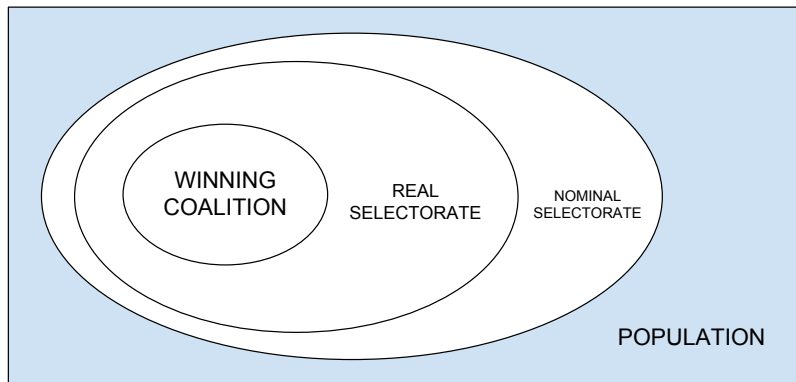 WINNING
COALITION
REAL
SELECTORATE
NOMINAL
SELECTORATE
POPULATION